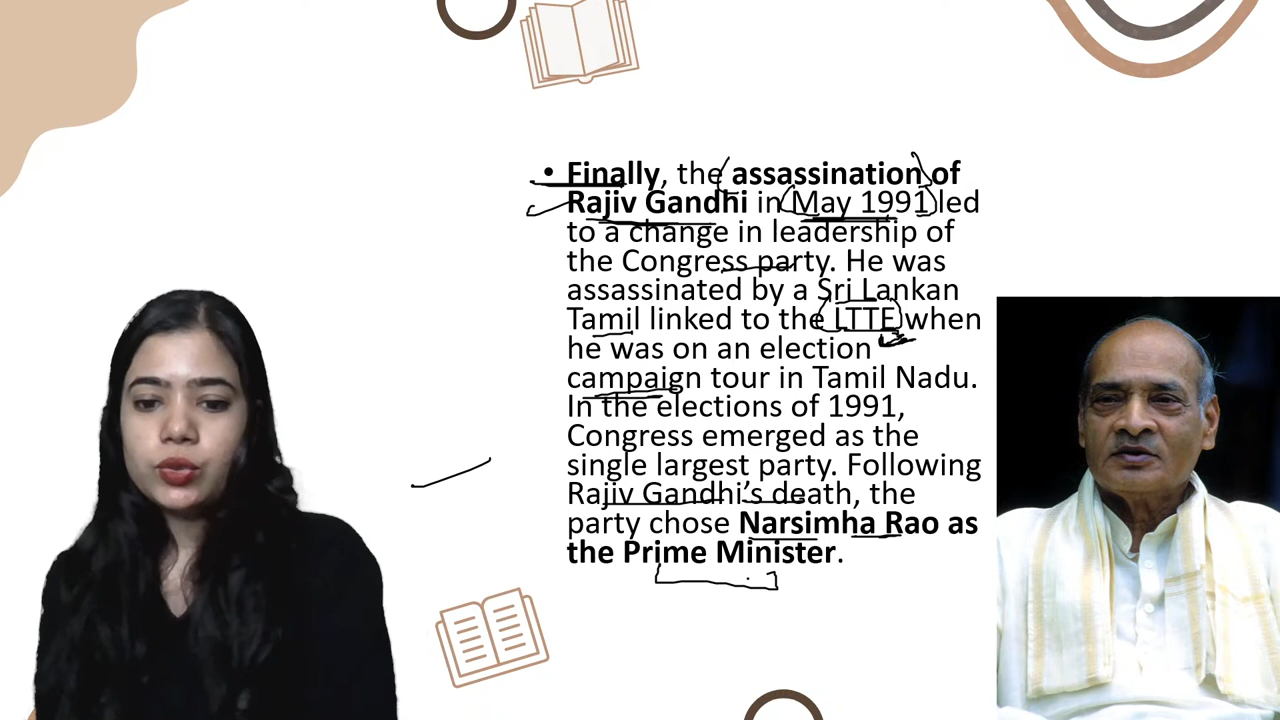 • Finally, the assassination of
Rajiv Gandhi in May 1991 led
to a change in leadership of
the Congress party. He was
assassinated by a Sri Lankan
Tamil linked to the LTTE when
he was on an election
campaign tour in Tamil Nadu.
In the elections of 1991,
Congress emerged as the
single largest party. Following
Rajiv Gandhi’s death, the
party chose Narsimha Rao as
the Prime Minister.